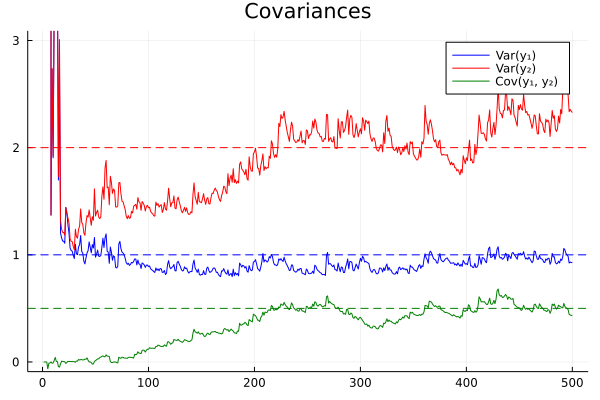 Covariances
Var(y₁)
Var(y₂)
Cov(y₁, y₂)
3
2
1
0
0 100 200 300 400 500